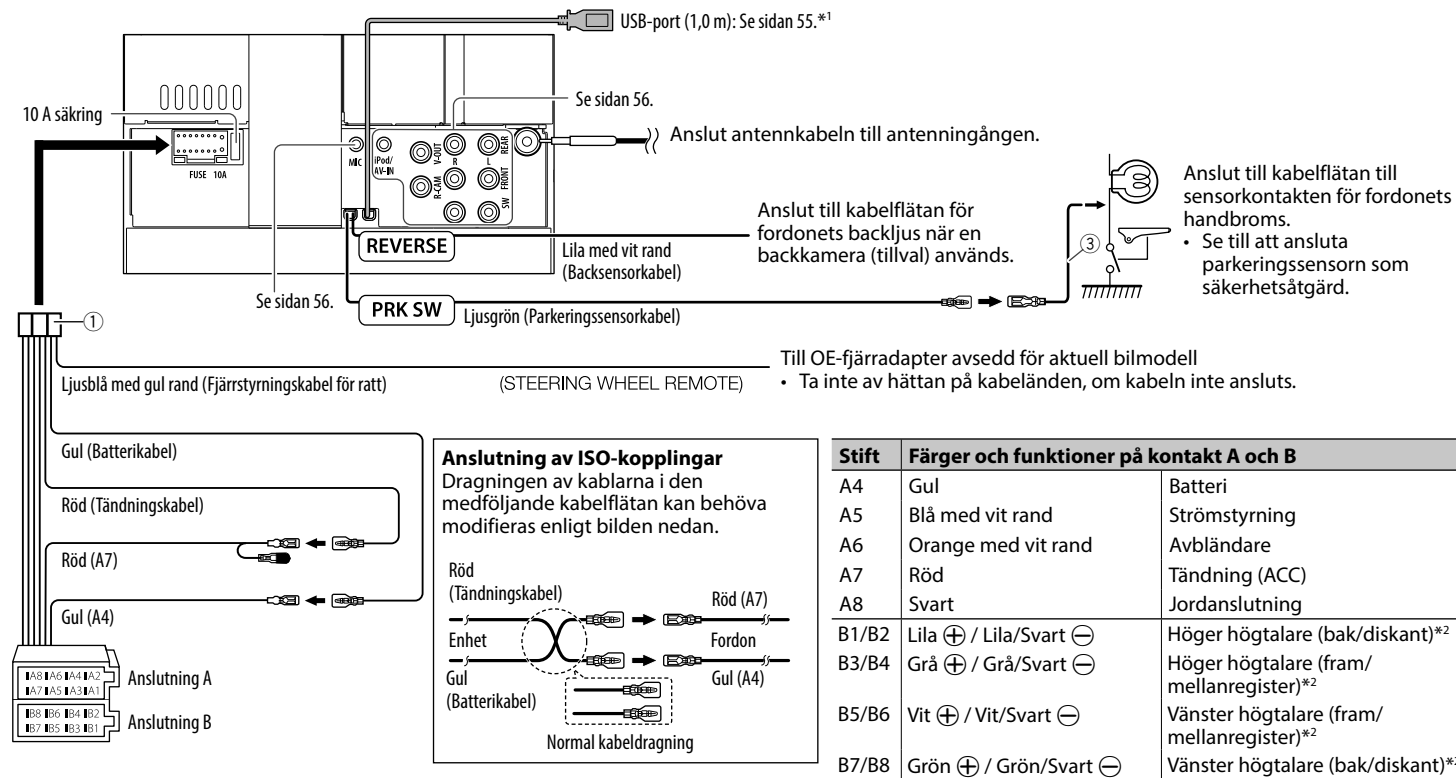 USB-port (1,0 m): Se sidan 55.*1
10 A säkring
Se sidan 56.
Anslut antennkabeln till antenningången.
FUSE 10A
MIC
iPod/
AV-IN
V-OUT
R-CAM
R
L
REAR
FRONT
SW
REVERSE
Lila med vit rand
(Backsensorkabel)
Anslut till kabelflätan för
fordonets backljus när en
backkamera (tillval) används.
Anslut till kabelflätan till
sensorkontakten för fordonets
handbroms.
• Se till att ansluta
parkeringssensorn som
säkerhetsåtgärd.
③
Se sidan 56.
PRK SW
Ljusgrön (Parkeringssensorkabel)
①
Ljusblå med gul rand (Fjärrstyrningskabel för ratt)
(STEERING WHEEL REMOTE)
Till OE-fjärradapter avsedd för aktuell bilmodell
• Ta inte av hättan på kabeländen, om kabeln inte ansluts.
Gul (Batterikabel)
Röd (Tändningskabel)
Röd (A7)
Gul (A4)
A8 A6 A4 A2
A7 A5 A3 A1
Anslutning A
B8 B6 B4 B2
B7 B5 B3 B1
Anslutning B
Anslutning av ISO-kopplingar
Dragningen av kablarna i den
medföljande kabelflätan kan behöva
modifieras enligt bilden nedan.
Röd
(Tändningskabel)
Röd (A7)
Enhet
Fordon
Gul
(Batterikabel)
Gul (A4)
Normal kabeldragning
Stift Färger och funktioner på kontakt A och B
A4 Gul Batteri
A5 Blå med vit rand Strömstyrning
A6 Orange med vit rand Avbländare
A7 Röd Tändning (ACC)
A8 Svart Jordanslutning
B1/B2 Lila ⊕ / Lila/Svart ⊖ Höger högtalare (bak/diskant)*2
B3/B4 Grå ⊕ / Grå/Svart ⊖ Höger högtalare (fram/
mellanregister)*2
B5/B6 Vit ⊕ / Vit/Svart ⊖ Vänster högtalare (fram/
mellanregister)*2
B7/B8 Grön ⊕ / Grön/Svart ⊖ Vänster högtalare (bak/diskant)*